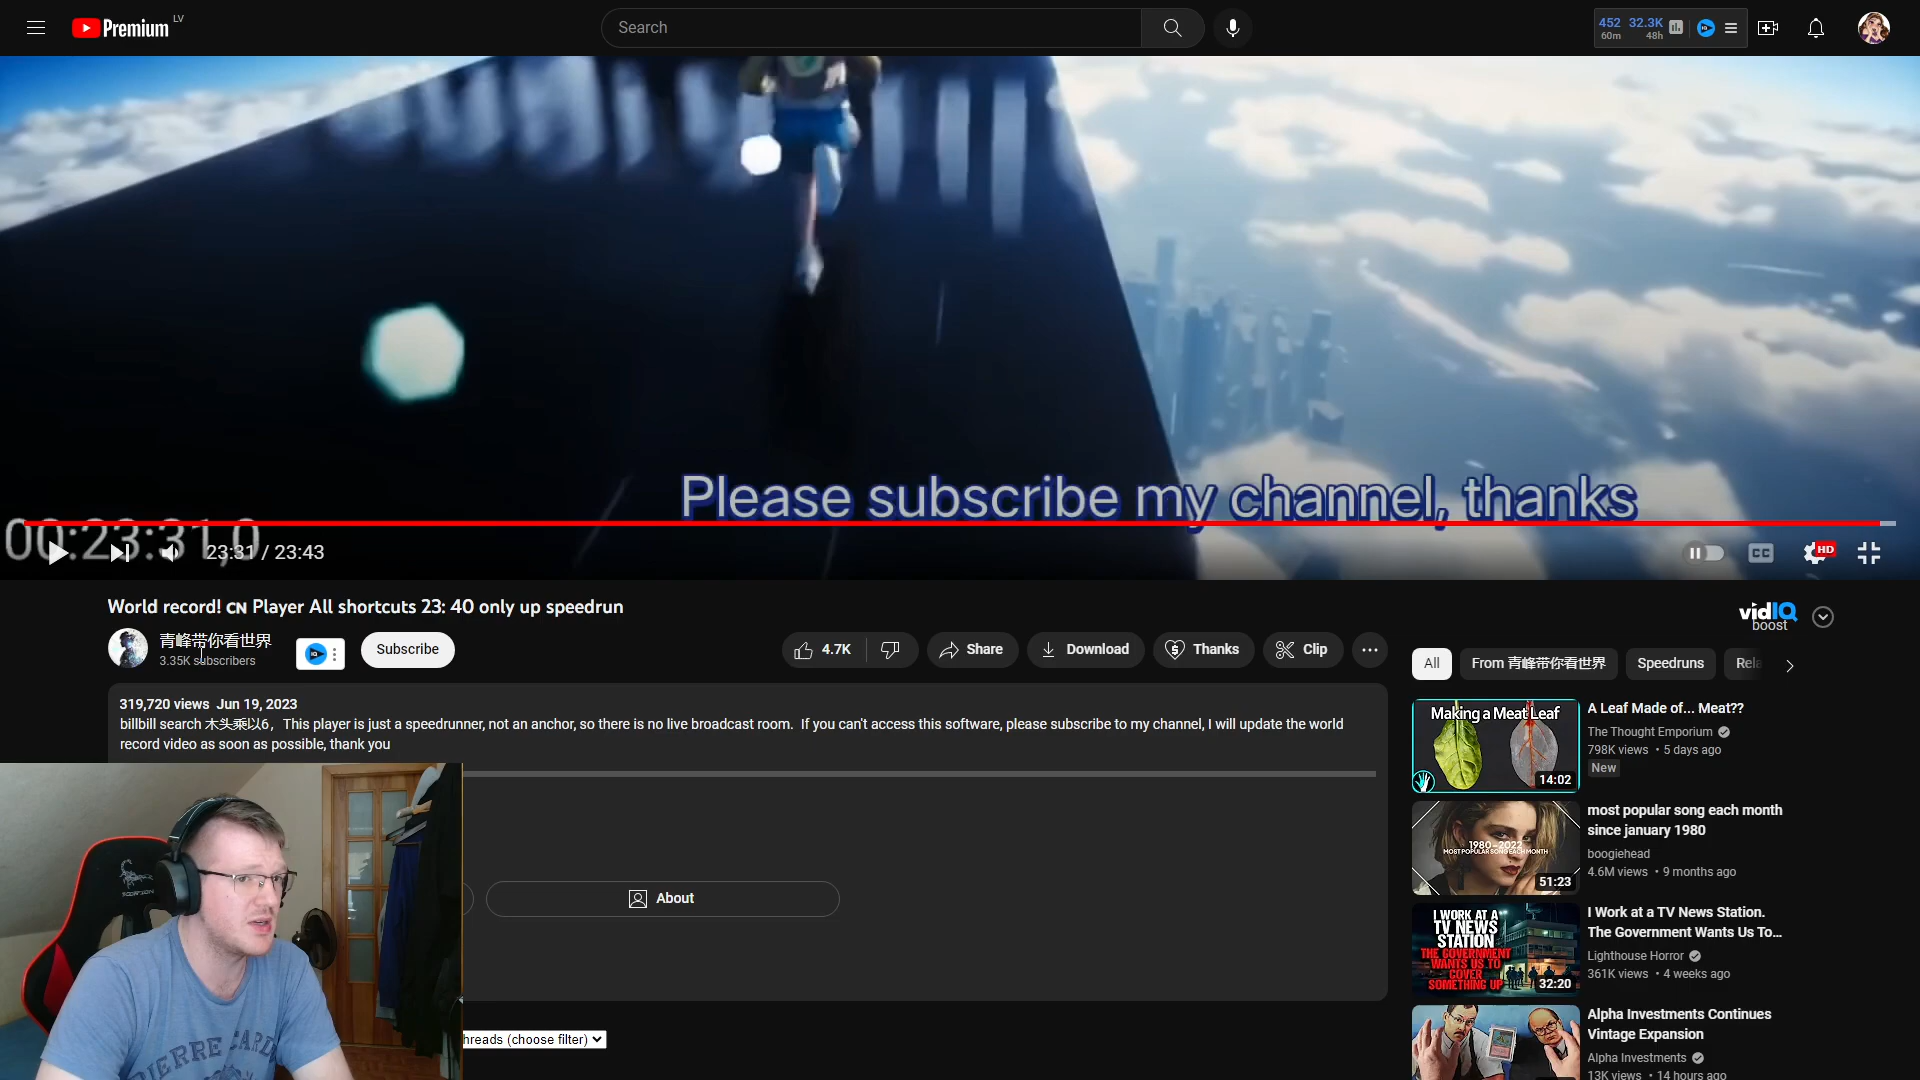 Premium LV
Search
452 32.3K
60m 48h
Please subscribe my channel, thanks
00:23:31,0
23:31 / 23:43
CC
HD
World record! CN Player All shortcuts 23: 40 only up speedrun
青峰带你看世界
3.35K subscribers
Subscribe
4.7K
Share
Download
Thanks
Clip
vidIQ
boost
319,720 views Jun 19, 2023
billbill search 木头乘以6，This player is just a speedrunner, not an anchor, so there is no live broadcast room. If you can't access this software, please subscribe to my channel, I will update the world
record video as soon as possible, thank you
About
hreads (choose filter)
SCORPION
PIERRE CARD
All
From 青峰带你看世界
Speedruns
Rela
Making a Meat Leaf
14:02
A Leaf Made of... Meat??
The Thought Emporium
798K views • 5 days ago
New
1980-2022
MOST POPULAR SONG EACH MONTH
51:23
most popular song each month
since january 1980
boogiehead
4.6M views • 9 months ago
I WORK AT A
TV NEWS
STATION
THE GOVERNMENT
WANTS US TO
COVER
SOMETHING UP
32:20
I Work at a TV News Station.
The Government Wants Us To...
Lighthouse Horror
361K views • 4 weeks ago
Alpha Investments Continues
Vintage Expansion
Alpha Investments
13K views • 14 hours ago